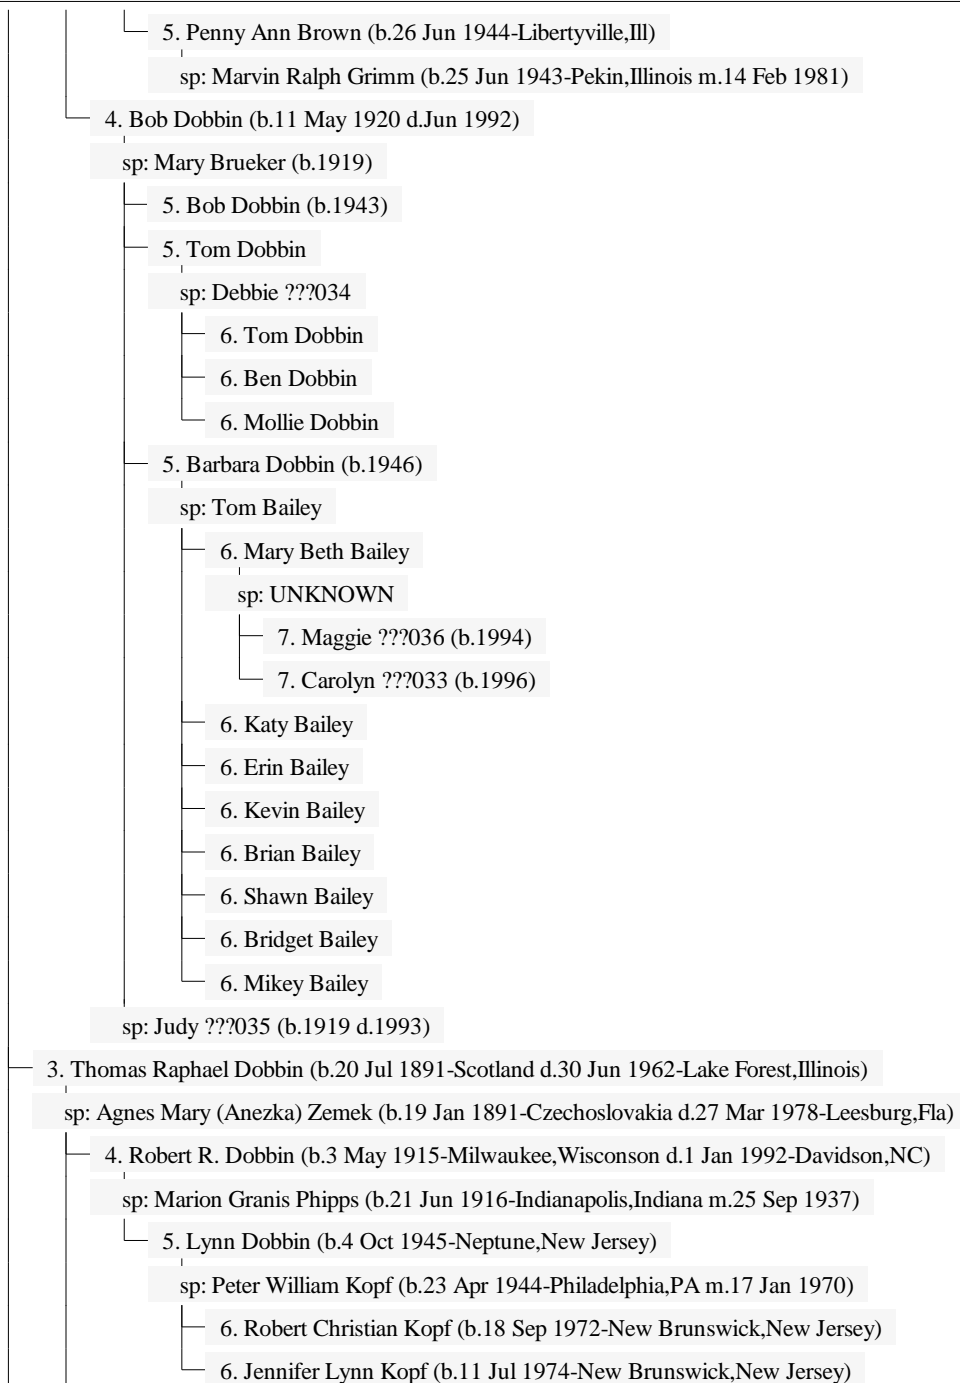 5. Penny Ann Brown (b.26 Jun 1944-Libertyville,Ill)
sp: Marvin Ralph Grimm (b.25 Jun 1943-Pekin,Illinois m.14 Feb 1981)
4. Bob Dobbin (b.11 May 1920 d.Jun 1992)
sp: Mary Brueker (b.1919)
5. Bob Dobbin (b.1943)
5. Tom Dobbin
sp: Debbie ???034
6. Tom Dobbin
6. Ben Dobbin
6. Mollie Dobbin
5. Barbara Dobbin (b.1946)
sp: Tom Bailey
6. Mary Beth Bailey
sp: UNKNOWN
7. Maggie ???036 (b.1994)
7. Carolyn ???033 (b.1996)
6. Katy Bailey
6. Erin Bailey
6. Kevin Bailey
6. Brian Bailey
6. Shawn Bailey
6. Bridget Bailey
6. Mikey Bailey
sp: Judy ???035 (b.1919 d.1993)
3. Thomas Raphael Dobbin (b.20 Jul 1891-Scotland d.30 Jun 1962-Lake Forest,Illinois)
sp: Agnes Mary (Anezka) Zemek (b.19 Jan 1891-Czechoslovakia d.27 Mar 1978-Leesburg,Fla)
4. Robert R. Dobbin (b.3 May 1915-Milwaukee,Wisconson d.1 Jan 1992-Davidson,NC)
sp: Marion Granis Phipps (b.21 Jun 1916-Indianapolis,Indiana m.25 Sep 1937)
5. Lynn Dobbin (b.4 Oct 1945-Neptune,New Jersey)
sp: Peter William Kopf (b.23 Apr 1944-Philadelphia,PA m.17 Jan 1970)
6. Robert Christian Kopf (b.18 Sep 1972-New Brunswick,New Jersey)
6. Jennifer Lynn Kopf (b.11 Jul 1974-New Brunswick,New Jersey)